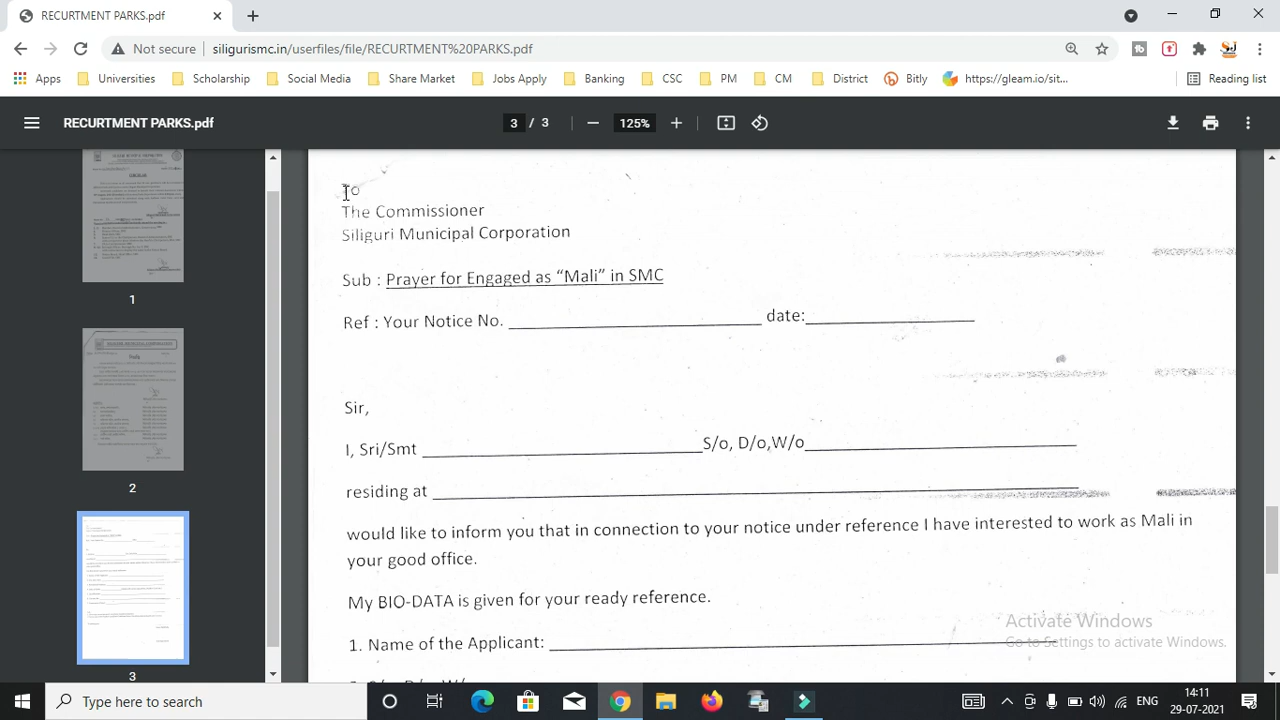 RECURTMENT PARKS.pdf
Not secure siligurismc.in/userfiles/file/RECURTMENT%20PARKS.pdf
Apps Universities Scholarship Social Media Share Market Jobs Apply Banking CSC IM CM District Bitly https://gleam.io/sit... Reading list
RECURTMENT PARKS.pdf 3 / 3 125%
To
The Commissioner
Siliguri Municipal Corporation
Sub : Prayer for Engaged as “Mali” in SMC
Ref : Your Notice No. date:
Sir,
I, Sri/Smt S/o, D/o,W/o
residing at
would like to inform you that in connection to your notice under reference I have interested to work as Mali in
your good office.
My BIO-DATA is given for your ready reference.
1. Name of the Applicant:
1
2
3
Activate Windows
Go to Settings to activate Windows.
Type here to search
ENG
14:11
29-07-2021